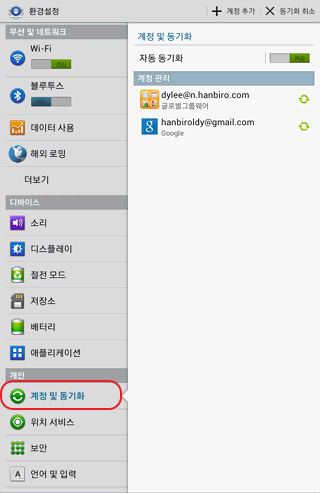 환경설정
계정 추가
동기화 취소
무선 및 네트워크
Wi-Fi
켜짐
블루투스
데이터 사용
해외 로밍
더보기
디바이스
소리
디스플레이
절전 모드
저장소
배터리
애플리케이션
개인
계정 및 동기화
위치 서비스
보안
A 언어 및 입력
계정 및 동기화
자동 동기화 켜짐
계정 관리
dylee@n.hanbiro.com
글로벌그룹웨어
hanbiroldy@gmail.com
Google